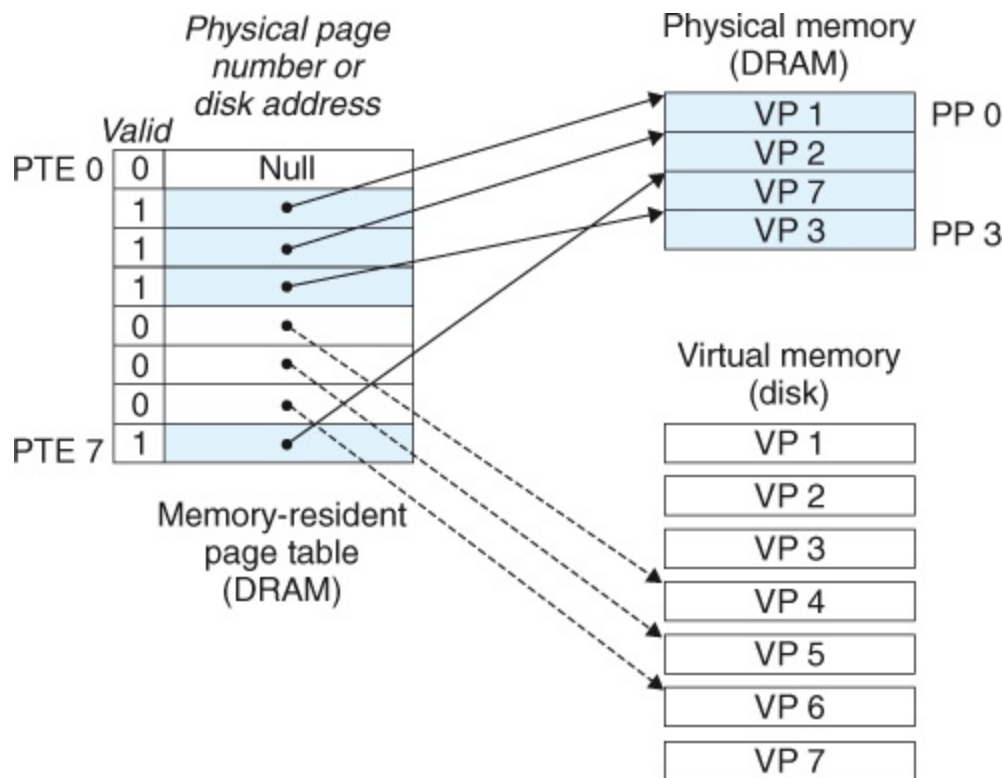 Physical page
number or
disk address
Valid
PTE 0
0
Null
1
1
1
0
0
0
PTE 7
1
Memory-resident
page table
(DRAM)
Physical memory
(DRAM)
VP 1
PP 0
VP 2
VP 7
VP 3
PP 3
Virtual memory
(disk)
VP 1
VP 2
VP 3
VP 4
VP 5
VP 6
VP 7